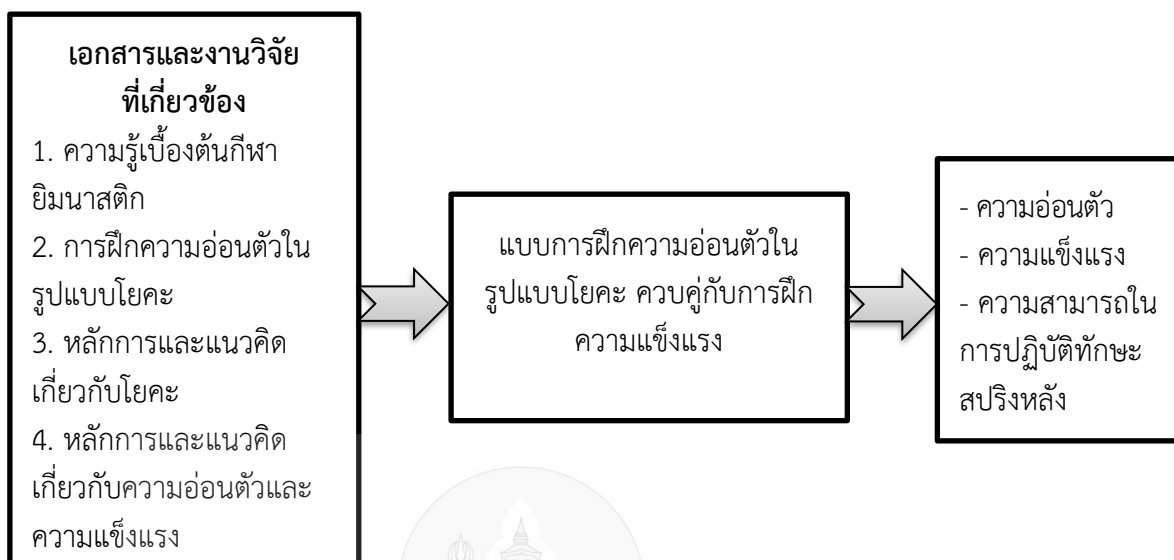 เอกสารและงานวิจัย
ที่เกี่ยวข้อง
1. ความรู้เบื้องต้นกีฬา
ยิมนาสติก
2. การฝึกความอ่อนตัวใน
รูปแบบโยคะ
3. หลักการและแนวคิด
เกี่ยวกับโยคะ
4. หลักการและแนวคิด
เกี่ยวกับความอ่อนตัวและ
ความแข็งแรง
แบบการฝึกความอ่อนตัวใน
รูปแบบโยคะ ควบคู่กับการฝึก
ความแข็งแรง
- ความอ่อนตัว
- ความแข็งแรง
- ความสามารถใน
การปฏิบัติทักษะ
สปริงหลัง